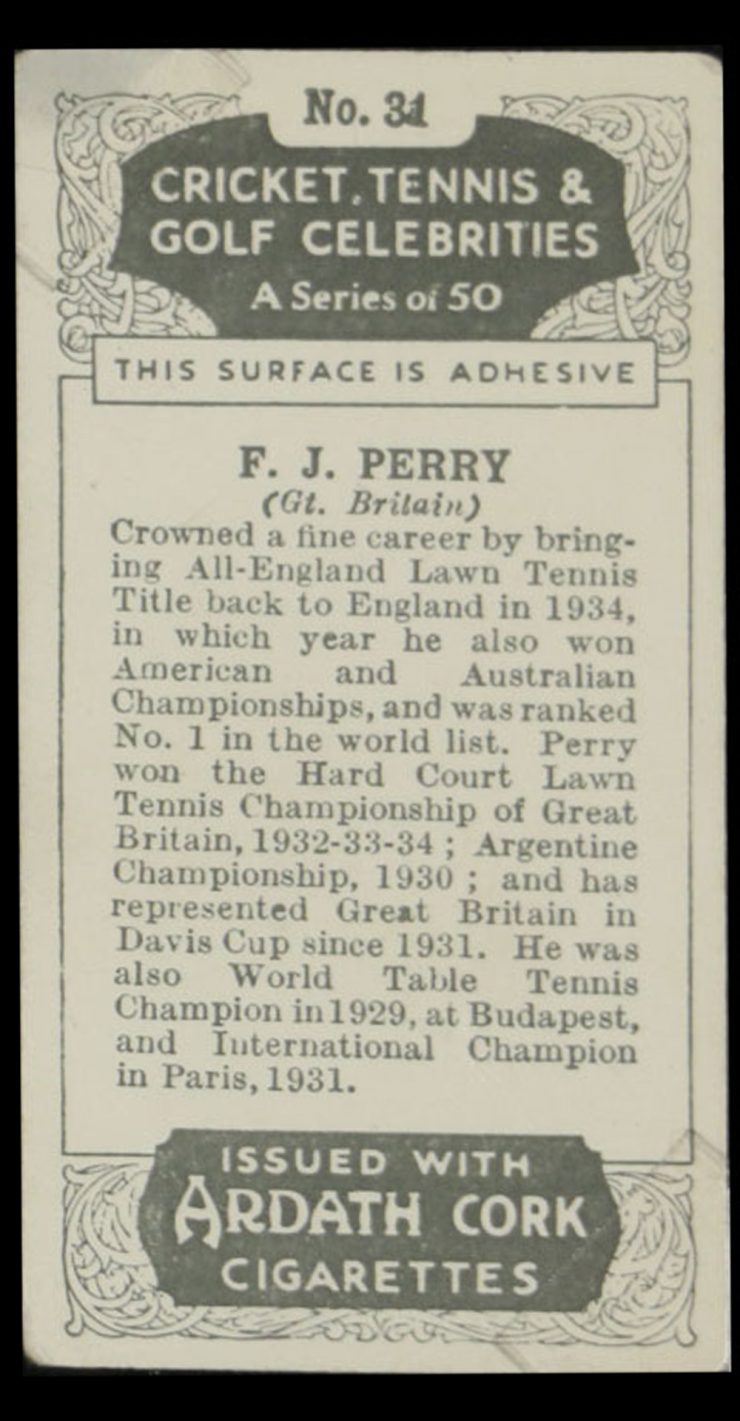 No. 31
CRICKET, TENNIS &
GOLF CELEBRITIES
A Series of 50
THIS SURFACE IS ADHESIVE
F. J. PERRY
(Gt. Britain)
Crowned a fine career by bring-
ing All-England Lawn Tennis
Title back to England in 1934,
in which year he also won
American and Australian
Championships, and was ranked
No. 1 in the world list. Perry
won the Hard Court Lawn
Tennis Championship of Great
Britain, 1932-33-34 ; Argentine
Championship, 1930 ; and has
represented Great Britain in
Davis Cup since 1931. He was
also World Table Tennis
Champion in 1929, at Budapest,
and International Champion
in Paris, 1931.
ISSUED WITH
ARDATH CORK
CIGARETTES